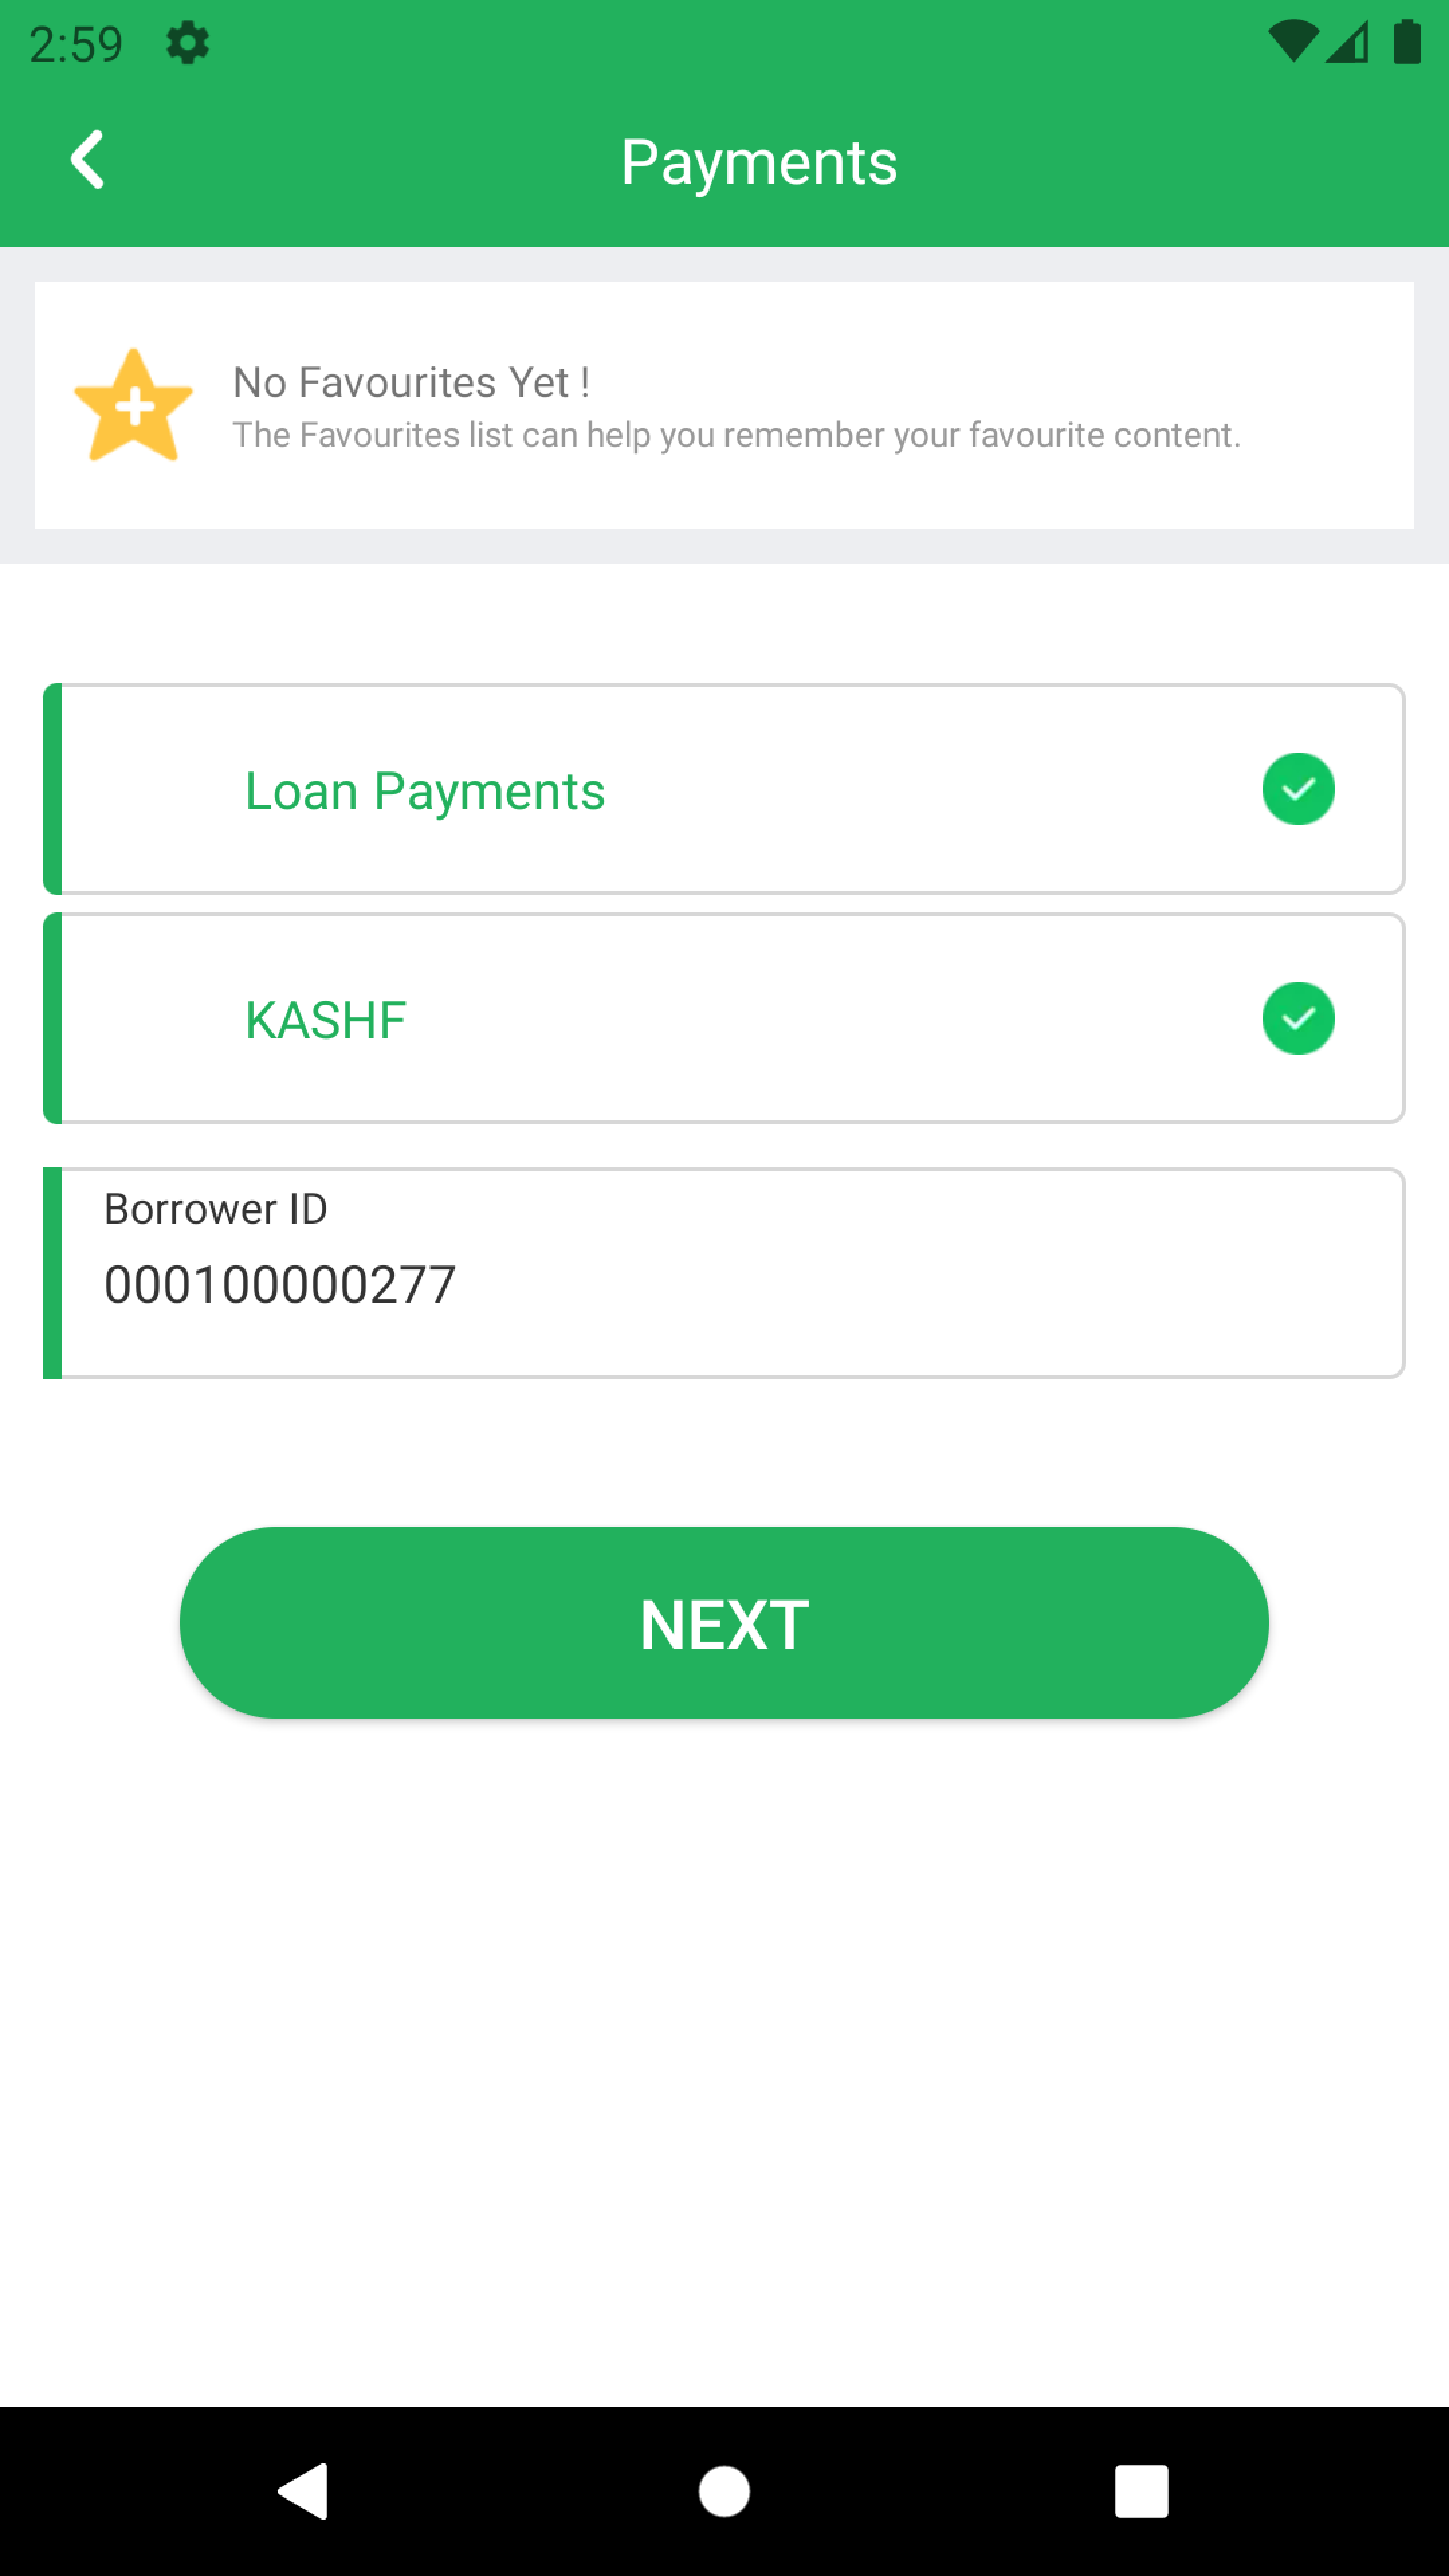 2:59
Payments
No Favourites Yet !
The Favourites list can help you remember your favourite content.
Loan Payments
KASHF
Borrower ID
000100000277
NEXT